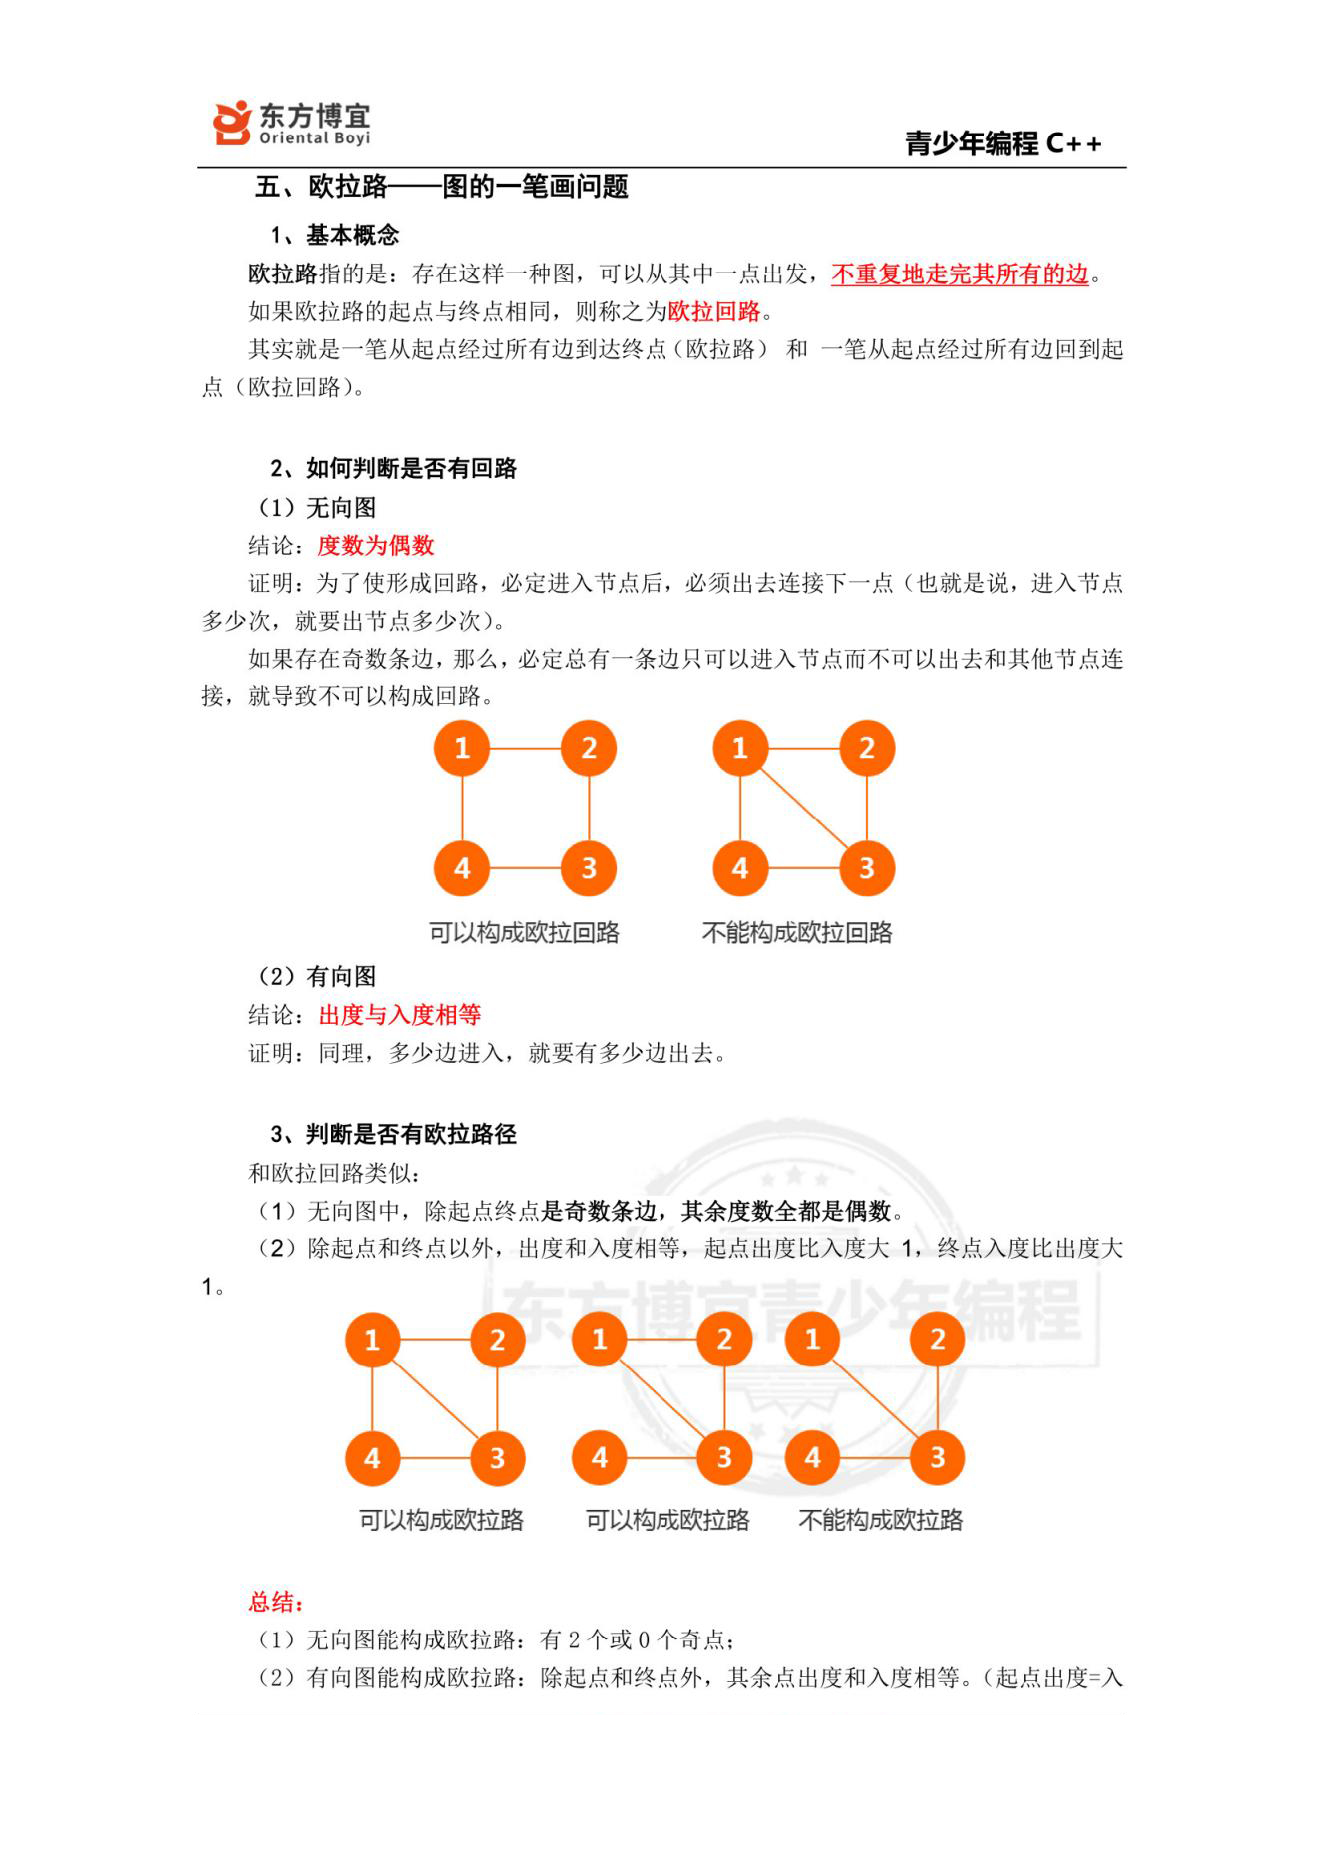 东方博宜
Oriental Boyi
青少年编程 C++
五、欧拉路——图的一笔画问题
1、基本概念
欧拉路指的是：存在这样一种图，可以从其中一点出发，不重复地走完其所有的边。
如果欧拉路的起点与终点相同，则称之为欧拉回路。
其实就是一笔从起点经过所有边到达终点（欧拉路） 和 一笔从起点经过所有边回到起
点（欧拉回路）。
2、如何判断是否有回路
（1）无向图
结论：度数为偶数
证明：为了使形成回路，必定进入节点后，必须出去连接下一点（也就是说，进入节点
多少次，就要出节点多少次）。
如果存在奇数条边，那么，必定总有一条边只可以进入节点而不可以出去和其他节点连
接，就导致不可以构成回路。
1 2 1 2
4 3 4 3
可以构成欧拉回路 不能构成欧拉回路
（2）有向图
结论：出度与入度相等
证明：同理，多少边进入，就要有多少边出去。
3、判断是否有欧拉路径
和欧拉回路类似：
（1）无向图中，除起点终点是奇数条边，其余度数全都是偶数。
（2）除起点和终点以外，出度和入度相等，起点出度比入度大 1，终点入度比出度大
1。
东方博宜青少年编程
1 2 1 2 1 2
4 3 4 3 4 3
可以构成欧拉路 可以构成欧拉路 不能构成欧拉路
总结：
（1）无向图能构成欧拉路：有 2 个或 0 个奇点；
（2）有向图能构成欧拉路：除起点和终点外，其余点出度和入度相等。（起点出度=入